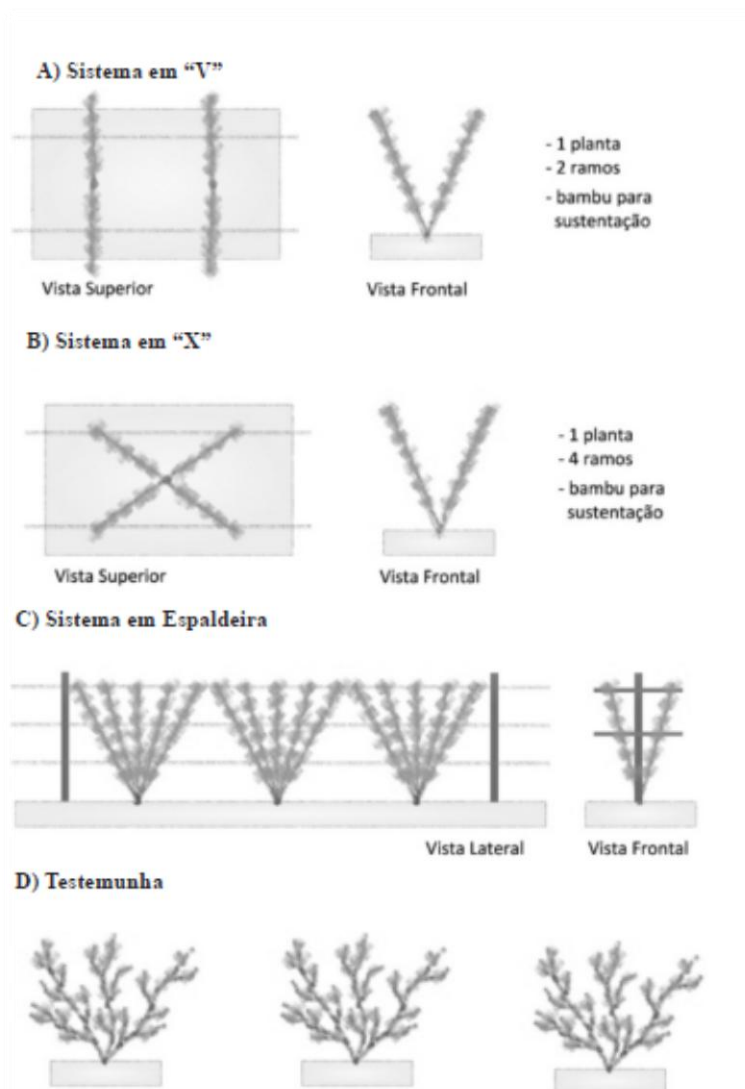 A) Sistema em “V”
- 1 planta
- 2 ramos
- bambu para
sustentação
Vista Superior
Vista Frontal
B) Sistema em “X”
- 1 planta
- 4 ramos
- bambu para
sustentação
Vista Superior
Vista Frontal
C) Sistema em Espaldeira
Vista Lateral
Vista Frontal
D) Testemunha